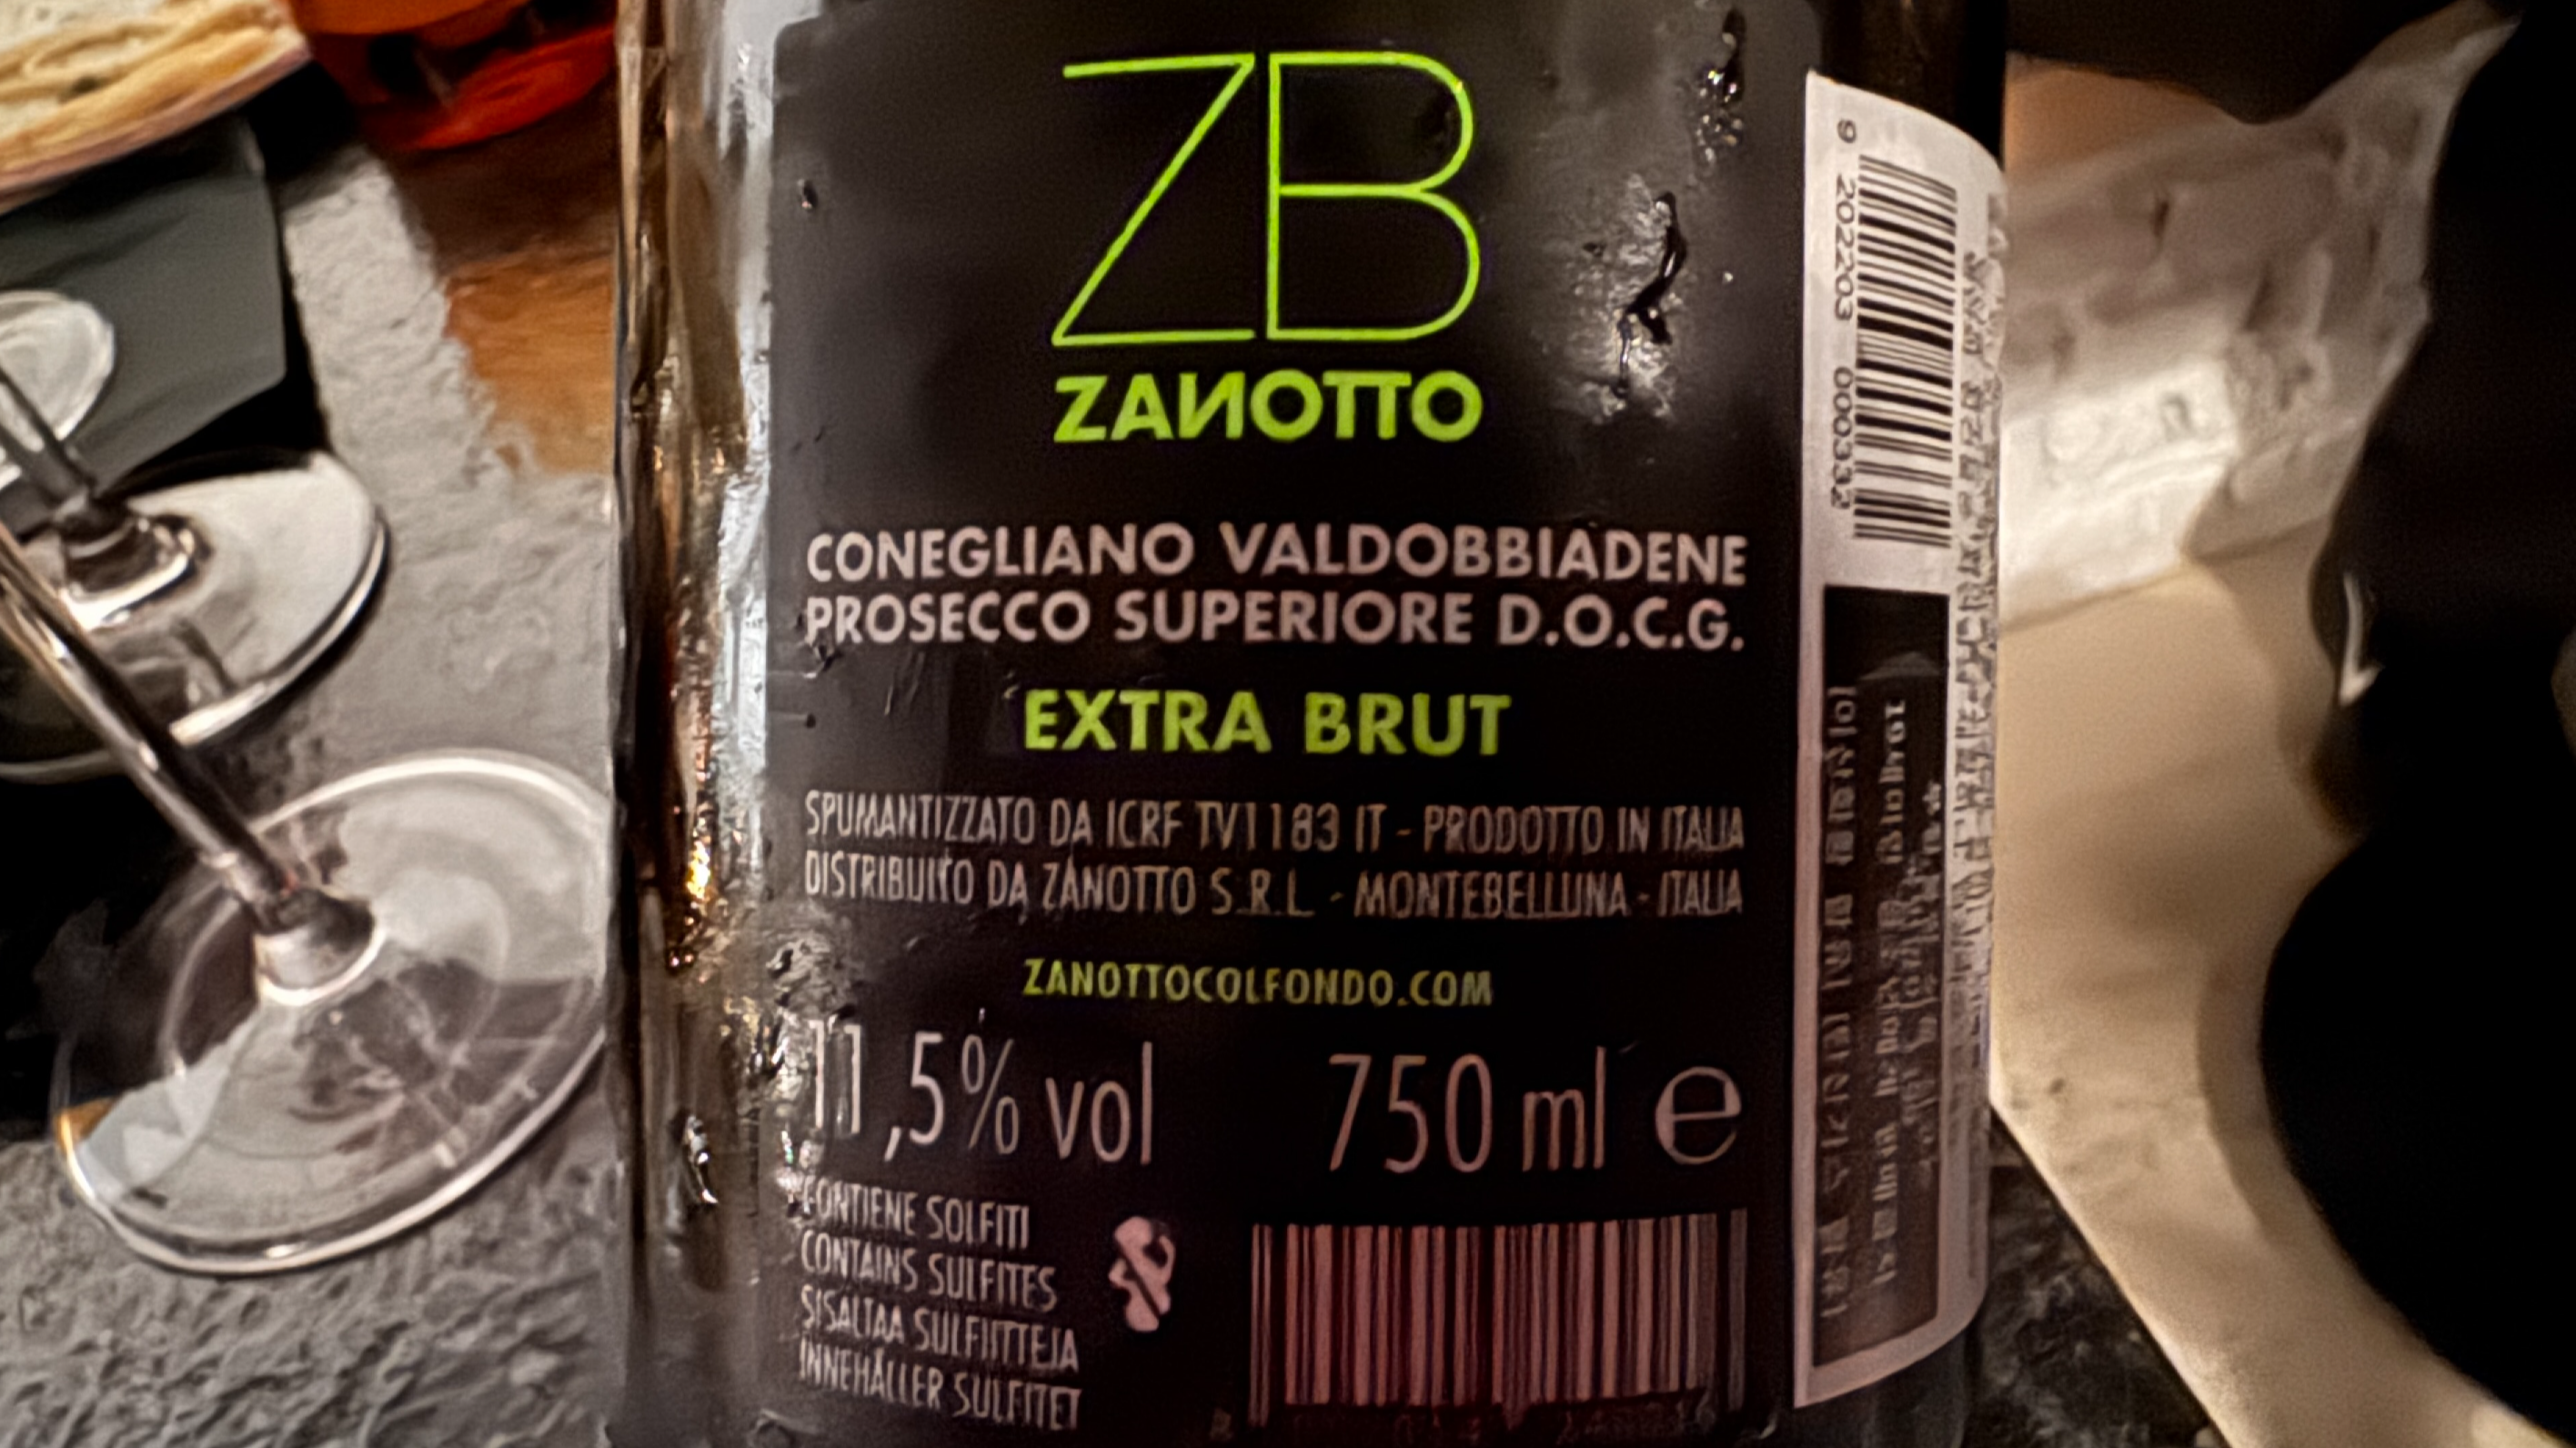 ZB
ZANOTTO
CONEGLIANO VALDOBBIADENE
PROSECCO SUPERIORE D.O.C.G.
EXTRA BRUT
SPUMANTIZZATO DA ICRF TV1183 IT - PRODOTTO IN ITALIA
DISTRIBUITO DA ZANOTTO S.R.L - MONTEBELLUNA - ITALIA
ZANOTTOCOLFONDO.COM
11,5% vol 750 ml e
CONTIENE SOLFITI
CONTAINS SULFITES
SISALTAA SULFIITTEJA
INNEHÅLLER SULFITET
9 202203 000332